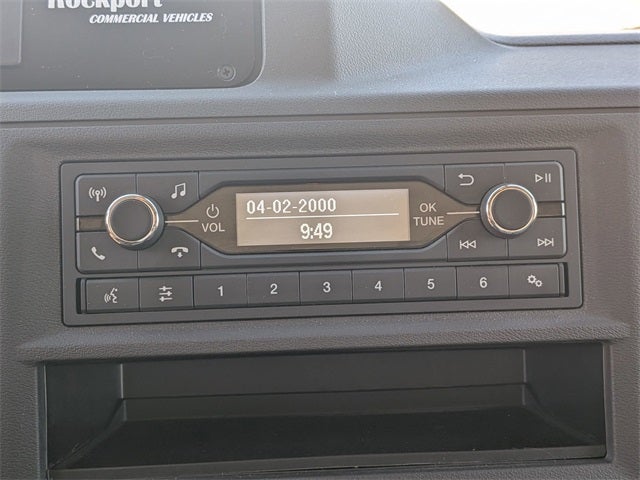 Rockport
COMMERCIAL VEHICLES
VOL
04-02-2000
9:49
OK
TUNE
1 2 3 4 5 6